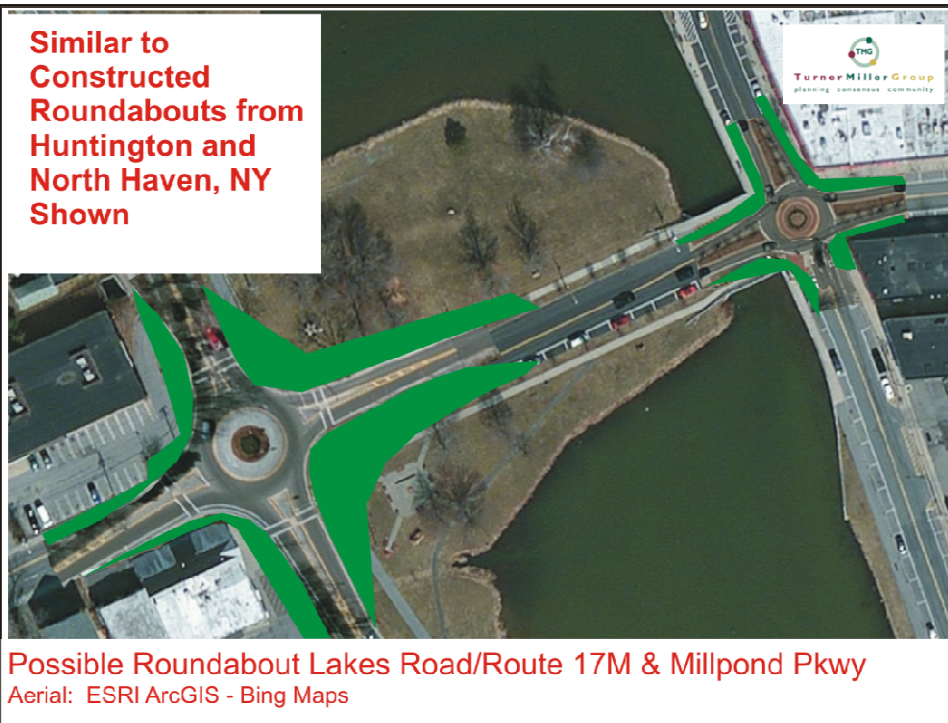 Similar to
Constructed
Roundabouts from
Huntington and
North Haven, NY
Shown
TMG
TurnerMillerGroup
planning consensus community
Possible Roundabout Lakes Road/Route 17M & Millpond Pkwy
Aerial: ESRI ArcGIS - Bing Maps